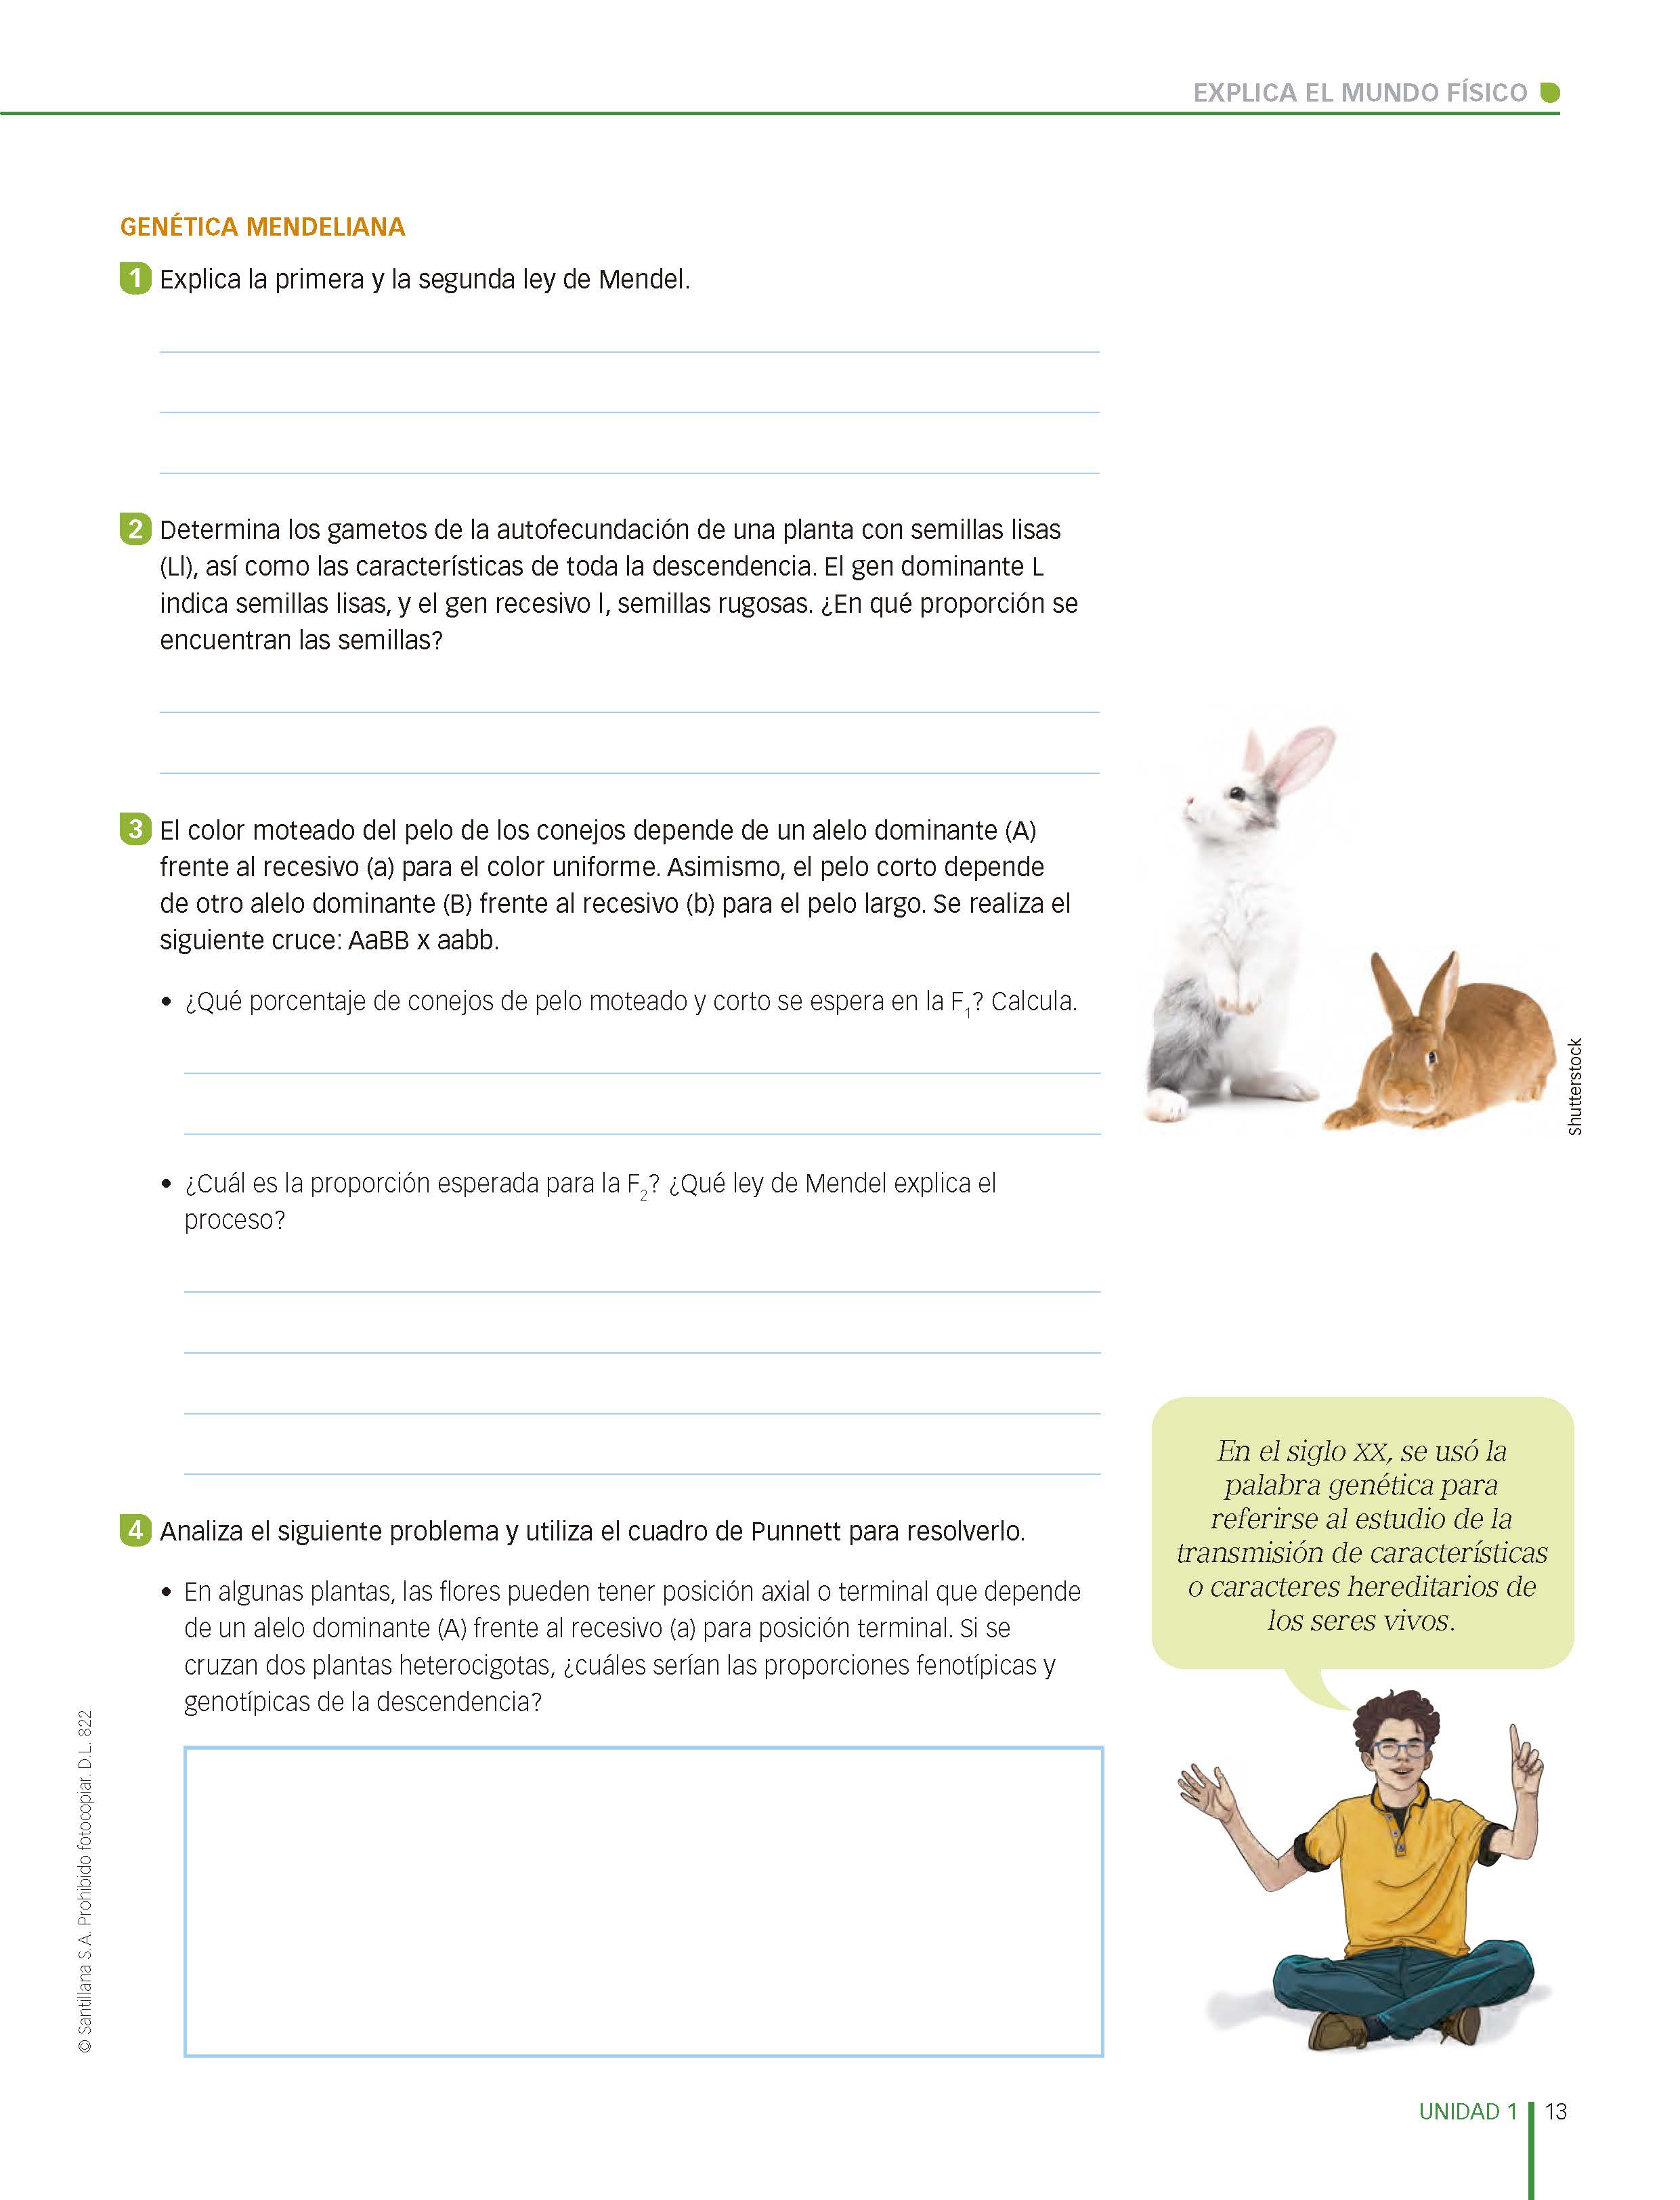 EXPLICA EL MUNDO FÍSICO
GENÉTICA MENDELIANA
1 Explica la primera y la segunda ley de Mendel.
2 Determina los gametos de la autofecundación de una planta con semillas lisas
(Ll), así como las características de toda la descendencia. El gen dominante L
indica semillas lisas, y el gen recesivo l, semillas rugosas. ¿En qué proporción se
encuentran las semillas?
3 El color moteado del pelo de los conejos depende de un alelo dominante (A)
frente al recesivo (a) para el color uniforme. Asimismo, el pelo corto depende
de otro alelo dominante (B) frente al recesivo (b) para el pelo largo. Se realiza el
siguiente cruce: AaBB x aabb.
• ¿Qué porcentaje de conejos de pelo moteado y corto se espera en la F1? Calcula.
Shutterstock
• ¿Cuál es la proporción esperada para la F2? ¿Qué ley de Mendel explica el
proceso?
En el siglo XX, se usó la
palabra genética para
referirse al estudio de la
transmisión de características
o caracteres hereditarios de
los seres vivos.
4 Analiza el siguiente problema y utiliza el cuadro de Punnett para resolverlo.
• En algunas plantas, las flores pueden tener posición axial o terminal que depende
de un alelo dominante (A) frente al recesivo (a) para posición terminal. Si se
cruzan dos plantas heterocigotas, ¿cuáles serían las proporciones fenotípicas y
genotípicas de la descendencia?
© Santillana S.A. Prohibido fotocopiar. D.L. 822
UNIDAD 1 13